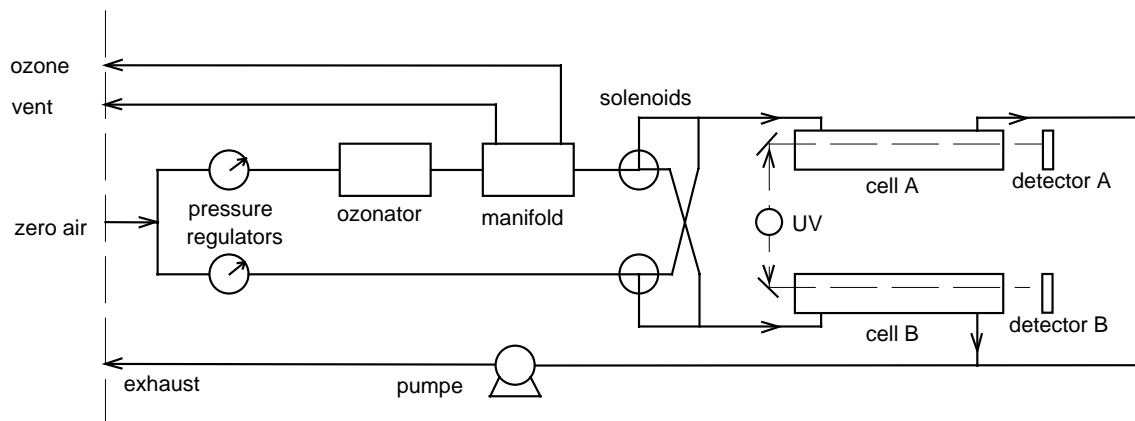 ozone
vent
solenoids
zero air
pressure
regulators
ozonator
manifold
UV
cell A
detector A
cell B
detector B
exhaust
pumpe